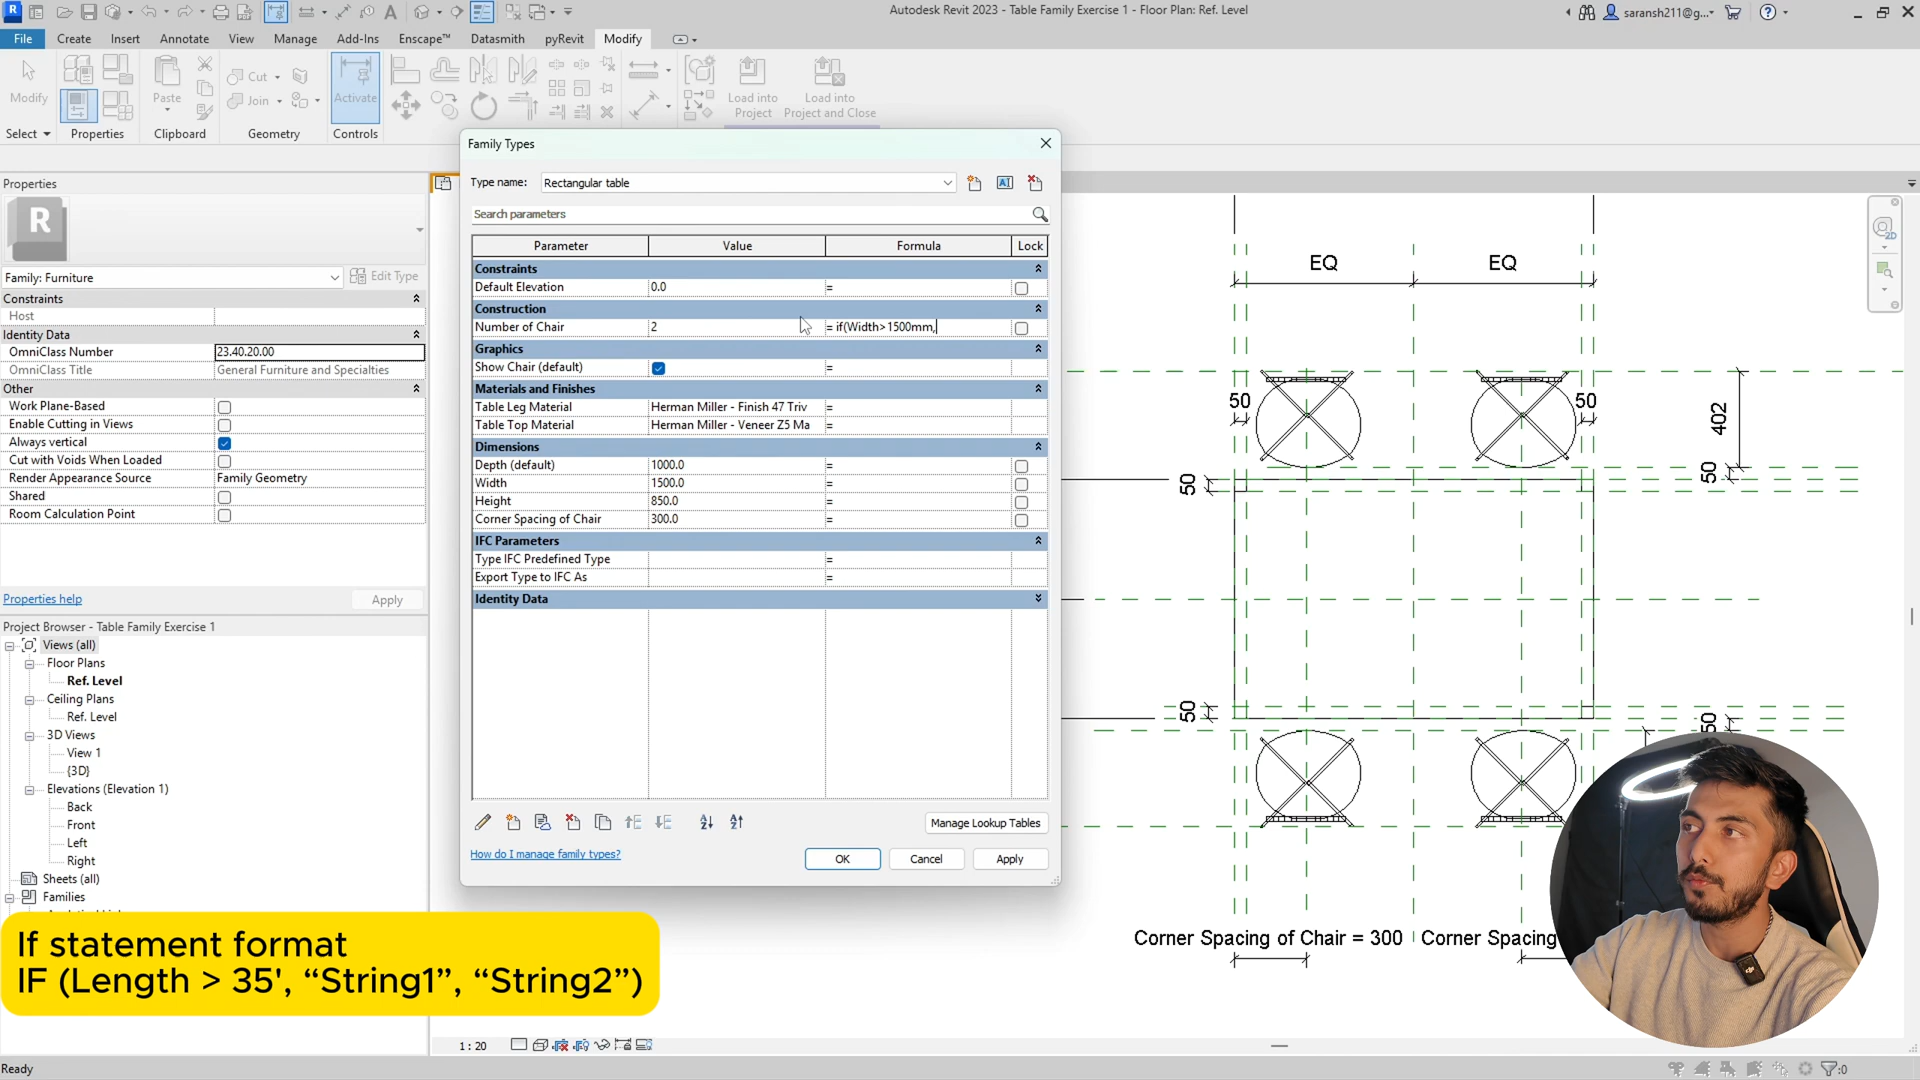 Autodesk Revit 2023 - Table Family Exercise 1 - Floor Plan: Ref. Level
saransh211@g...
File Create Insert Annotate View Manage Add-Ins Enscape™ Datasmith pyRevit Modify
Modify
Paste
Cut
Join
Activate
Load into Project
Load into Project and Close
Select Properties Clipboard Geometry Controls
Properties
R
Family: Furniture
Edit Type
Constraints
Host
Identity Data
OmniClass Number 23.40.20.00
OmniClass Title General Furniture and Specialties
Other
Work Plane-Based
Enable Cutting in Views
Always vertical
Cut with Voids When Loaded
Render Appearance Source Family Geometry
Shared
Room Calculation Point
Properties help
Apply
Project Browser - Table Family Exercise 1
Views (all)
Floor Plans
Ref. Level
Ceiling Plans
Ref. Level
3D Views
View 1
{3D}
Elevations (Elevation 1)
Back
Front
Left
Right
Sheets (all)
Families
Family Types
Type name: Rectangular table
Search parameters
Parameter Value Formula Lock
Constraints
Default Elevation 0.0 =
Construction
Number of Chair 2 = if(Width>1500mm,
Graphics
Show Chair (default) =
Materials and Finishes
Table Leg Material Herman Miller - Finish 47 Triv =
Table Top Material Herman Miller - Veneer Z5 Ma =
Dimensions
Depth (default) 1000.0 =
Width 1500.0 =
Height 850.0 =
Corner Spacing of Chair 300.0 =
IFC Parameters
Type IFC Predefined Type =
Export Type to IFC As =
Identity Data
Manage Lookup Tables
How do I manage family types?
OK Cancel Apply
EQ EQ
50 50
402
50 50
50 50
Corner Spacing of Chair = 300 Corner Spacing
2D
If statement format
IF (Length > 35', “String1”, “String2”)
1 : 20
Ready
:0